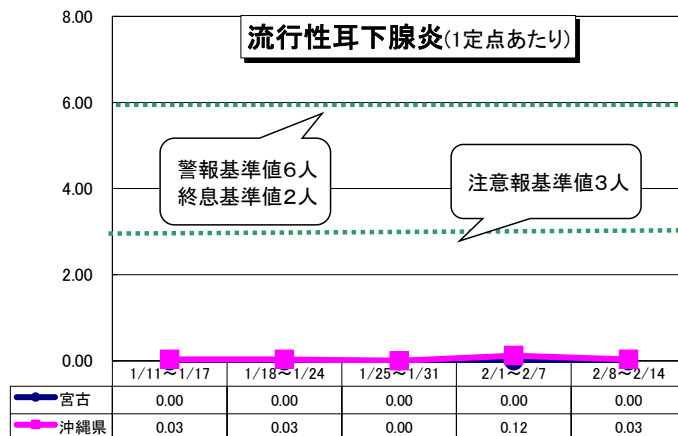 流行性耳下腺炎(1定点あたり)
8.00
6.00
4.00
2.00
0.00
警報基準値6人
終息基準値2人
注意報基準値3人
1/11～1/17 1/18～1/24 1/25～1/31 2/1～2/7 2/8～2/14
宮古 0.00 0.00 0.00 0.00 0.00
沖縄県 0.03 0.03 0.00 0.12 0.03